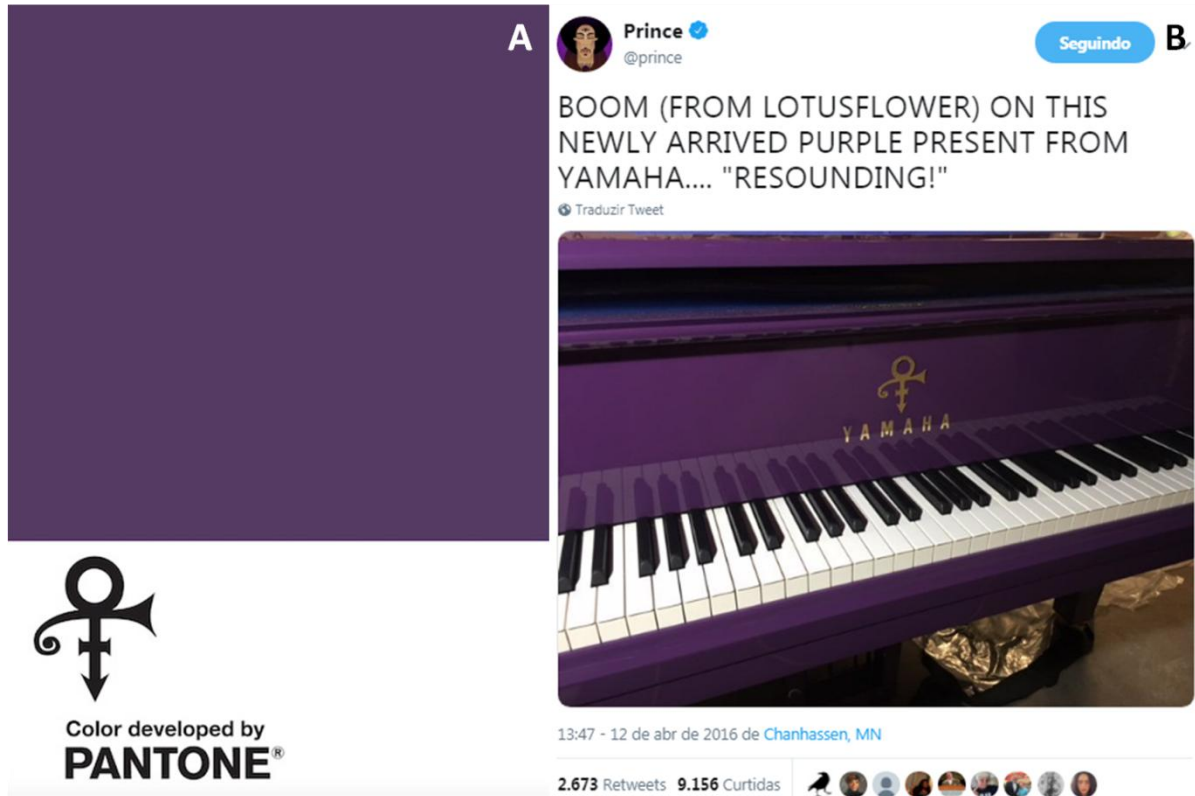 A
Color developed by
PANTONE®
Prince
@prince
Seguindo
B
BOOM (FROM LOTUSFLOWER) ON THIS
NEWLY ARRIVED PURPLE PRESENT FROM
YAMAHA.... "RESOUNDING!"
Traduzir Tweet
YAMAHA
13:47 - 12 de abr de 2016 de Chanhassen, MN
2.673 Retweets 9.156 Curtidas